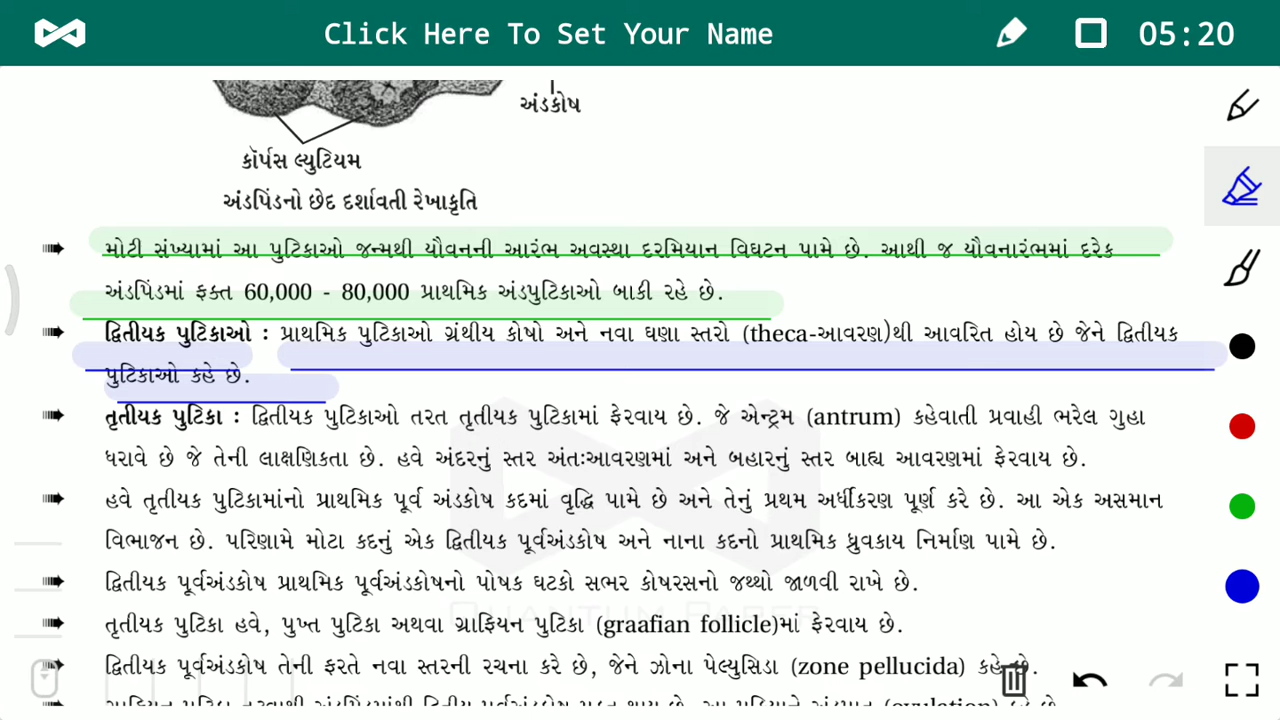 Click Here To Set Your Name
05:20
અંડકોષ
કૉર્પસ લ્યુટિયમ
અંડપિંડનો છેદ દર્શાવતી રેખાકૃતિ
મોટી સંખ્યામાં આ પુટિકાઓ જન્મથી યૌવનની આરંભ અવસ્થા દરમિયાન વિઘટન પામે છે. આથી જ યૌવનારંભમાં દરેક
અંડપિંડમાં ફક્ત 60,000 - 80,000 પ્રાથમિક અંડપુટિકાઓ બાકી રહે છે.
દ્વિતીયક પુટિકાઓ : પ્રાથમિક પુટિકાઓ ગ્રંથીય કોષો અને નવા ઘણા સ્તરો (theca-આવરણ)થી આવરિત હોય છે જેને દ્વિતીયક
પુટિકાઓ કહે છે.
તૃતીયક પુટિકા : દ્વિતીયક પુટિકાઓ તરત તૃતીયક પુટિકામાં ફેરવાય છે. જે એન્ટ્રમ (antrum) કહેવાતી પ્રવાહી ભરેલ ગુહા
ધરાવે છે જે તેની લાક્ષણિકતા છે. હવે અંદરનું સ્તર અંતઃઆવરણમાં અને બહારનું સ્તર બાહ્ય આવરણમાં ફેરવાય છે.
હવે તૃતીયક પુટિકામાંનો પ્રાથમિક પૂર્વ અંડકોષ કદમાં વૃદ્ધિ પામે છે અને તેનું પ્રથમ અર્ધીકરણ પૂર્ણ કરે છે. આ એક અસમાન
વિભાજન છે. પરિણામે મોટા કદનું એક દ્વિતીયક પૂર્વઅંડકોષ અને નાના કદનો પ્રાથમિક ધ્રુવકાય નિર્માણ પામે છે.
દ્વિતીયક પૂર્વઅંડકોષ પ્રાથમિક પૂર્વઅંડકોષનો પોષક ઘટકો સભર કોષરસનો જથ્થો જાળવી રાખે છે.
QUANTUM PAPER
તૃતીયક પુટિકા હવે, પુખ્ત પુટિકા અથવા ગ્રાફિયન પુટિકા (graafian follicle)માં ફેરવાય છે.
દ્વિતીયક પૂર્વઅંડકોષ તેની ફરતે નવા સ્તરની રચના કરે છે, જેને ઝોના પેલ્યુસિડા (zone pellucida) કહે છે.